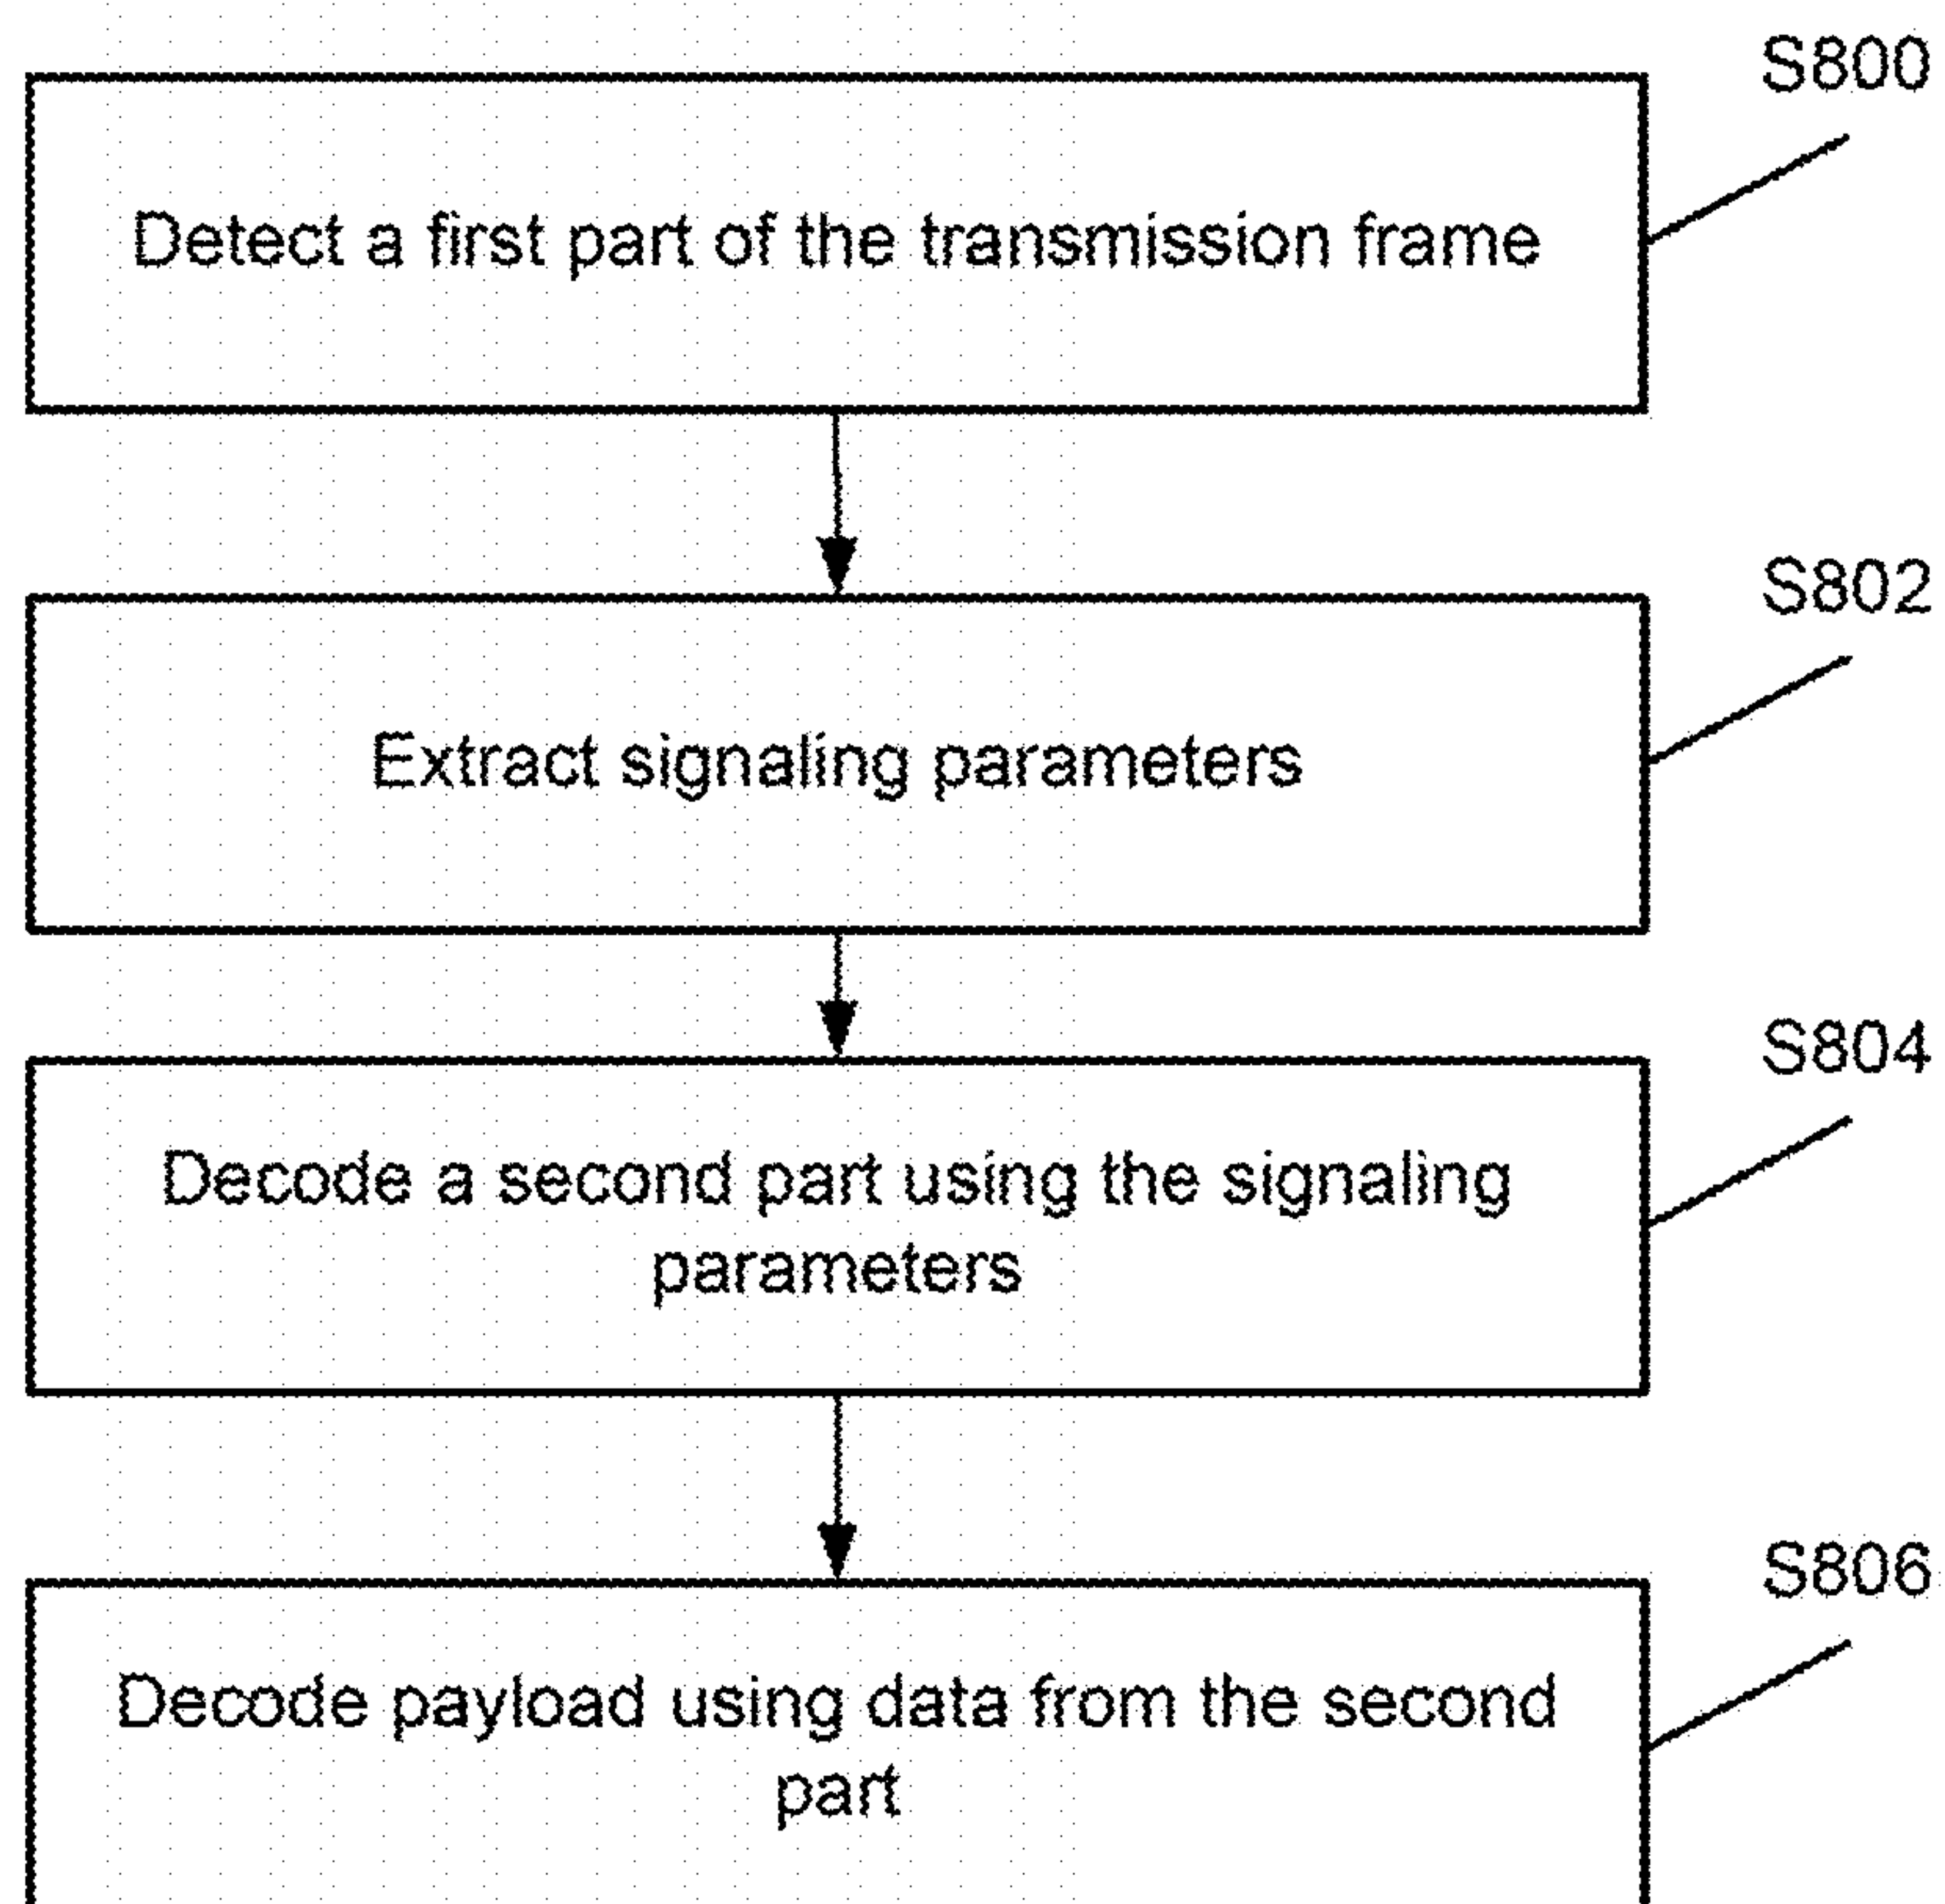 S800
Detect a first part of the transmission frame
S802
Extract signaling parameters
S804
Decode a second part using the signaling
parameters
S806
Decode payload using data from the second
part